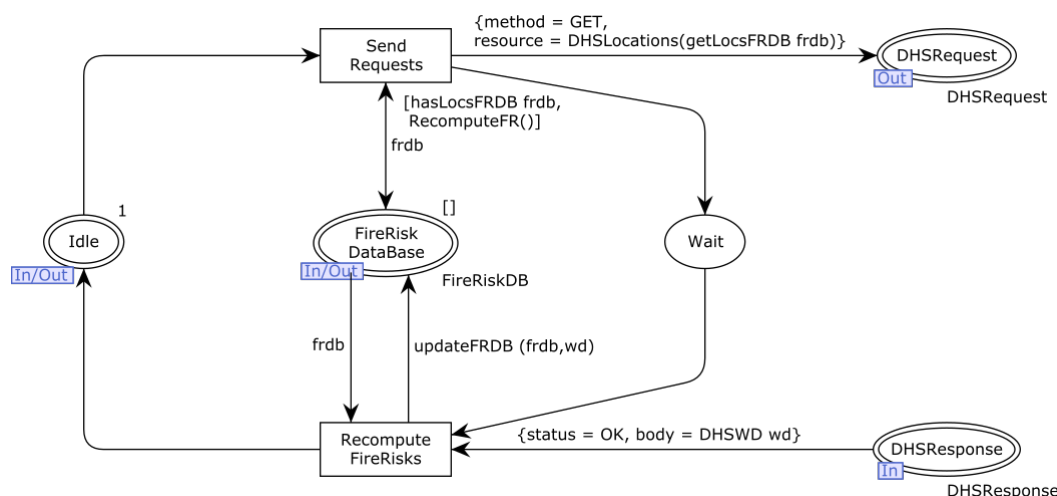 {method = GET,
resource = DHSLocations(getLocsFRDB frdb)}
Send
Requests
DHSRequest
Out
DHSRequest
[hasLocsFRDB frdb,
RecomputeFR()]
frdb
1
[]
Idle
In/Out
FireRisk
DataBase
In/Out
FireRiskDB
Wait
frdb
updateFRDB (frdb,wd)
Recompute
FireRisks
{status = OK, body = DHSWD wd}
DHSResponse
In
DHSResponse